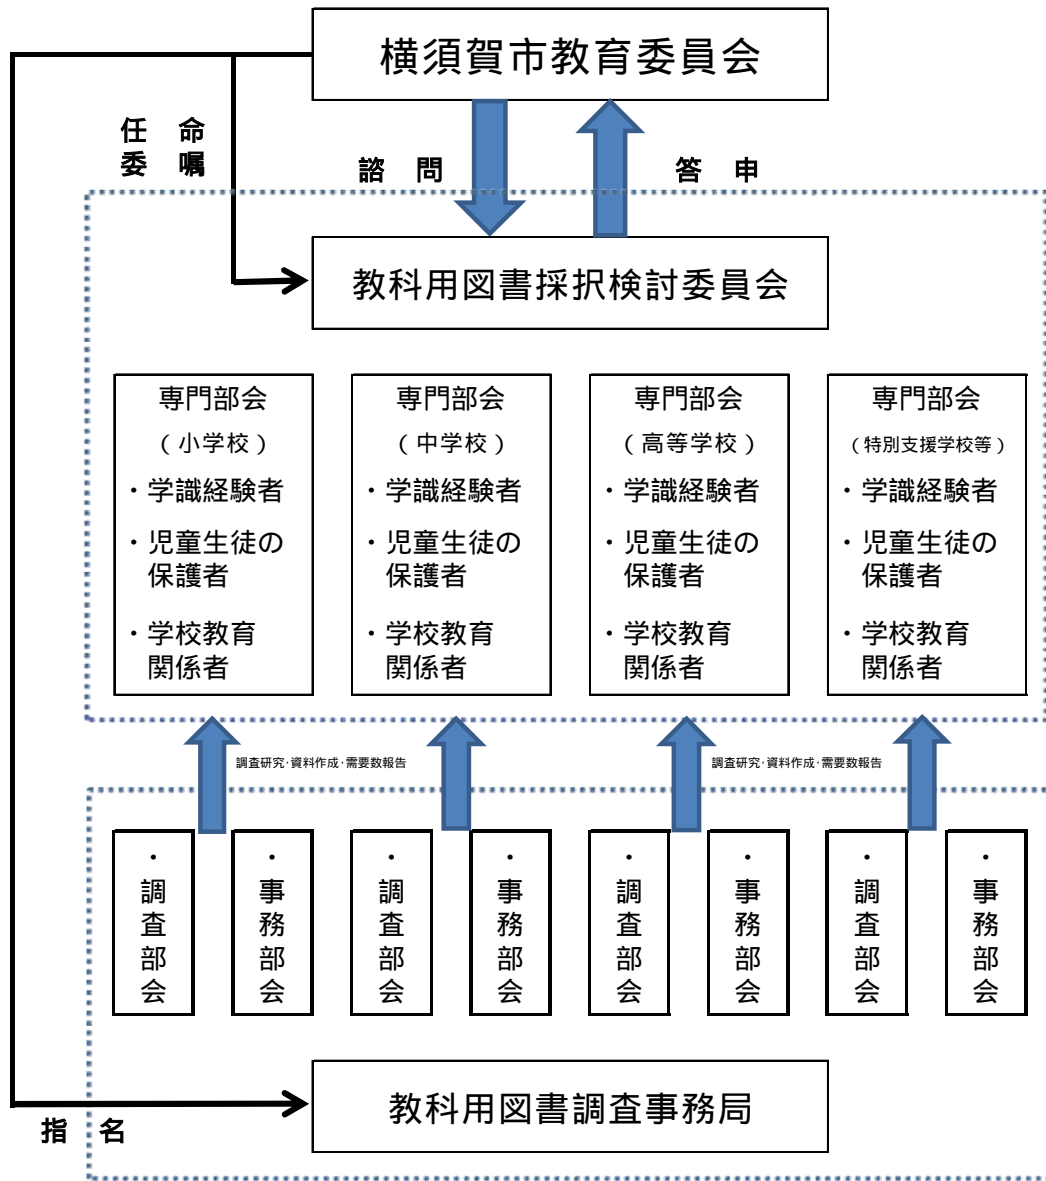 横須賀市教育委員会
任 命
委 嘱
諮 問
答 申
教科用図書採択検討委員会
専門部会
(小学校)
・学識経験者
・児童生徒の
保護者
・学校教育
関係者
専門部会
(中学校)
・学識経験者
・児童生徒の
保護者
・学校教育
関係者
専門部会
(高等学校)
・学識経験者
・児童生徒の
保護者
・学校教育
関係者
専門部会
(特別支援学校等)
・学識経験者
・児童生徒の
保護者
・学校教育
関係者
調査研究・資料作成・需要数報告
調査研究・資料作成・需要数報告
・調査部会
・事務部会
・調査部会
・事務部会
・調査部会
・事務部会
・調査部会
・事務部会
教科用図書調査事務局
指 名